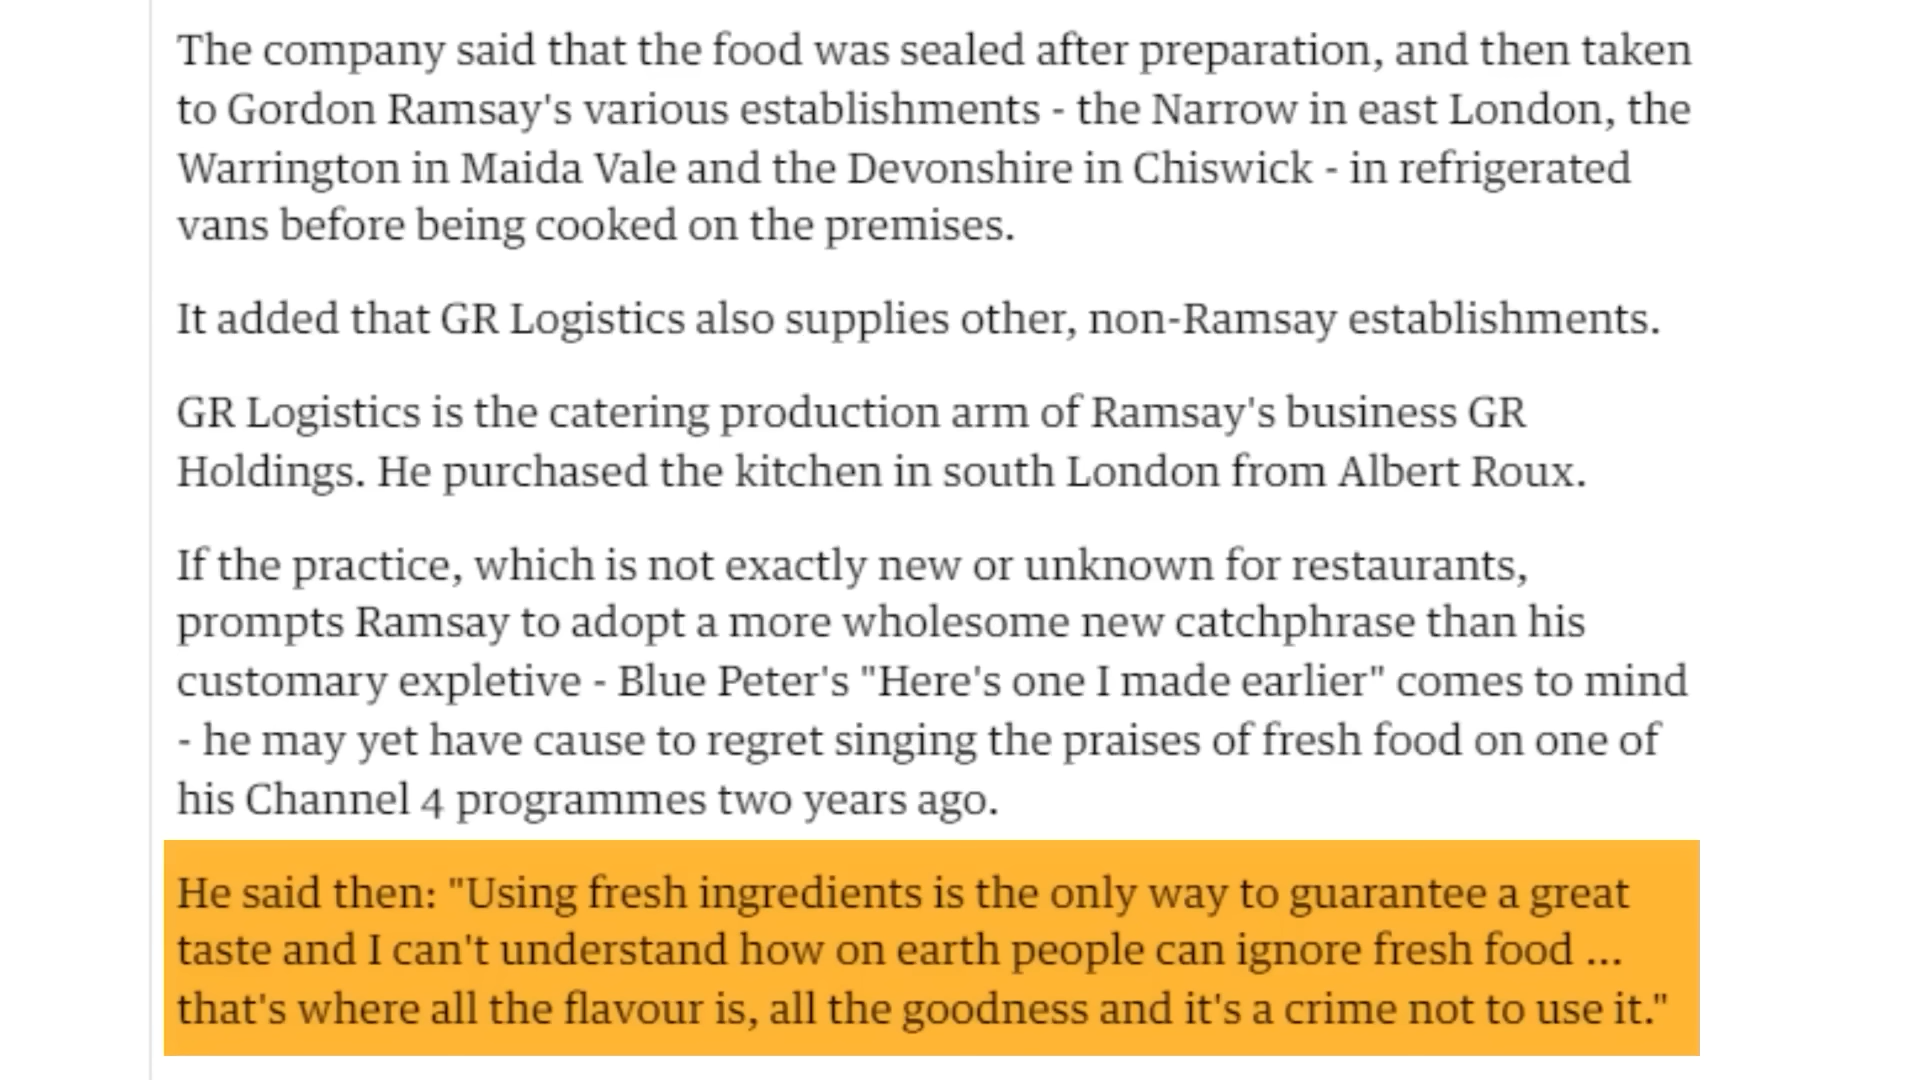 The company said that the food was sealed after preparation, and then taken
to Gordon Ramsay's various establishments - the Narrow in east London, the
Warrington in Maida Vale and the Devonshire in Chiswick - in refrigerated
vans before being cooked on the premises.
It added that GR Logistics also supplies other, non-Ramsay establishments.
GR Logistics is the catering production arm of Ramsay's business GR
Holdings. He purchased the kitchen in south London from Albert Roux.
If the practice, which is not exactly new or unknown for restaurants,
prompts Ramsay to adopt a more wholesome new catchphrase than his
customary expletive - Blue Peter's "Here's one I made earlier" comes to mind
- he may yet have cause to regret singing the praises of fresh food on one of
his Channel 4 programmes two years ago.
He said then: "Using fresh ingredients is the only way to guarantee a great
taste and I can't understand how on earth people can ignore fresh food ...
that's where all the flavour is, all the goodness and it's a crime not to use it."